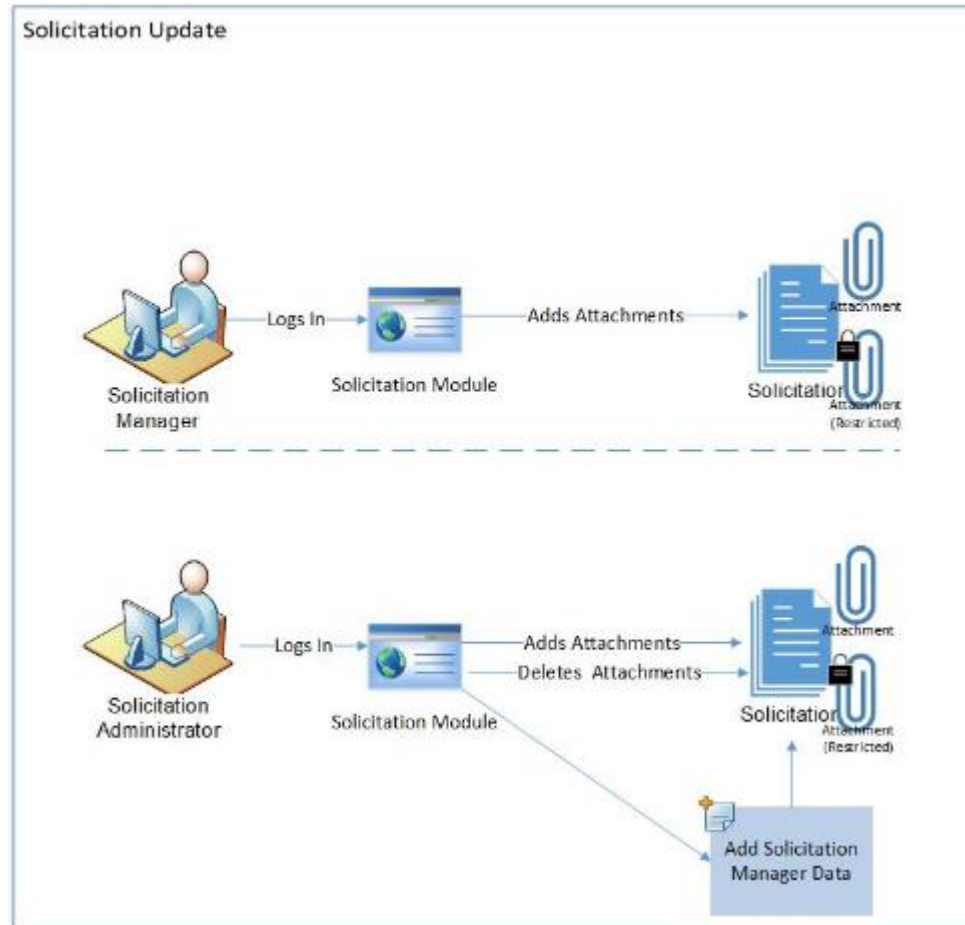 Solicitation Update
Logs In
Adds Attachments
Attachment
Solicitation Module
Solicitation
Manager
Solicitation
Attachment
(Restricted)
Logs In
Adds Attachments
Deletes Attachments
Attachment
Solicitation Module
Solicitation
Administrator
Solicitation
Attachment
(Restricted)
Add Solicitation
Manager Data